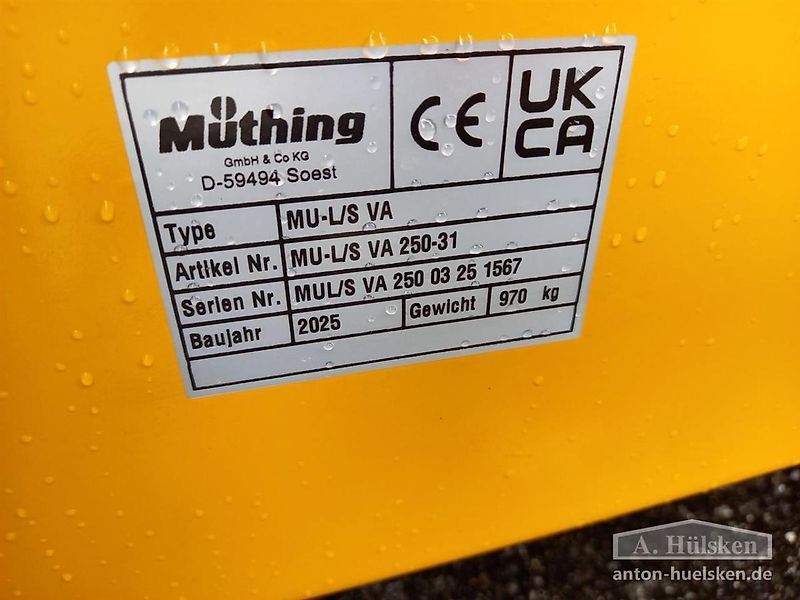 Müthing
GmbH & Co KG
D-59494 Soest
CE
UK
CA
Type MU-L/S VA
Artikel Nr. MU-L/S VA 250-31
Serien Nr. MUL/S VA 250 03 25 1567
Baujahr 2025 Gewicht 970 kg
A. Hülsken
anton-huelsken.de